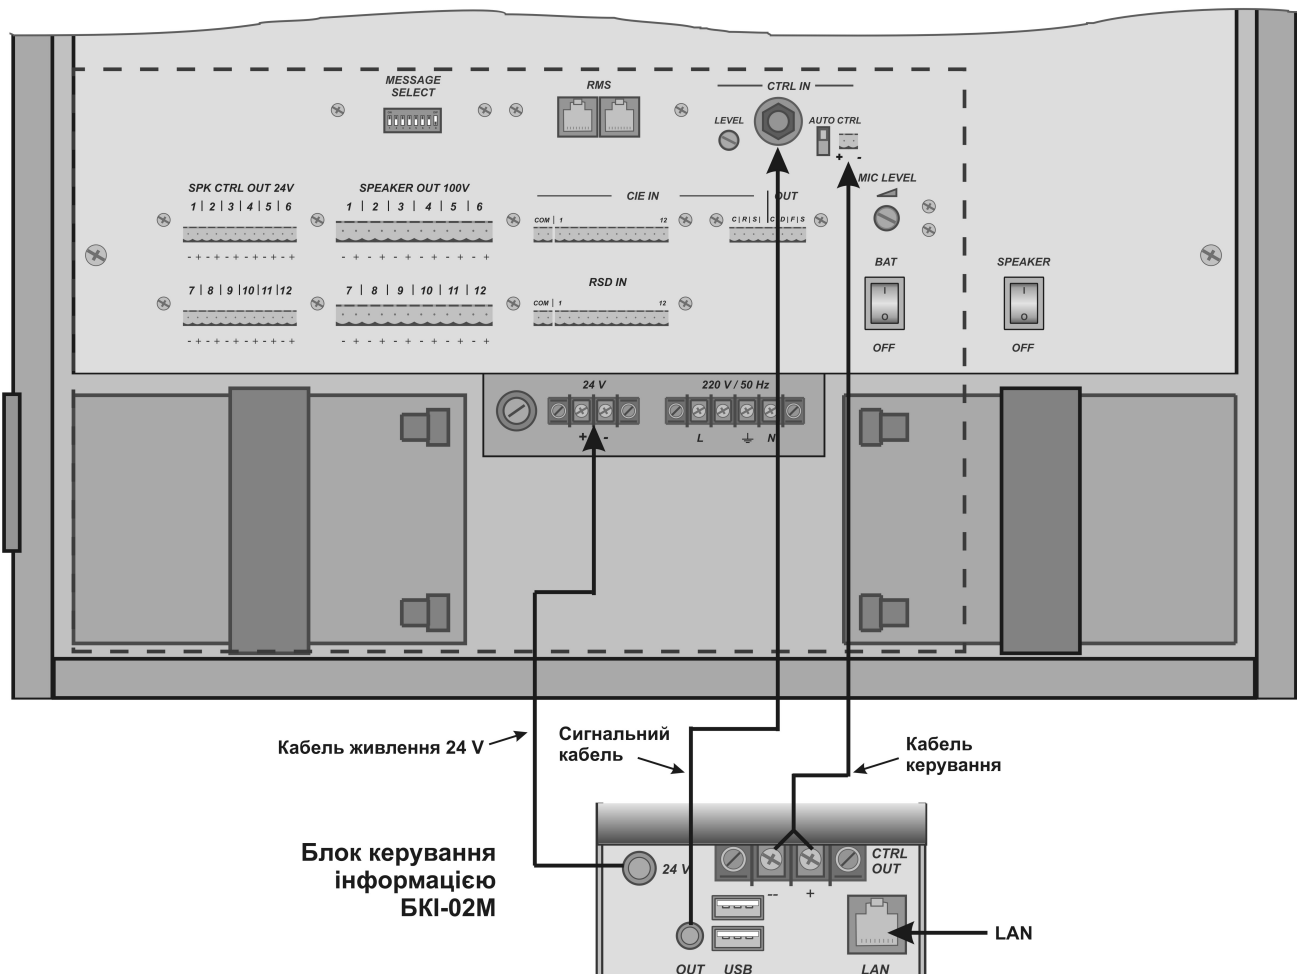 MESSAGE
SELECT
RMS
CTRL IN
LEVEL
AUTO CTRL
+ -
MIC LEVEL
SPK CTRL OUT 24V
1 | 2 | 3 | 4 | 5 | 6
- + - + - + - + - + - +
SPEAKER OUT 100V
1 | 2 | 3 | 4 | 5 | 6
- + - + - + - + - + - +
CIE IN
COM | 1 12
OUT
C | R | S | C | D | F | S
7 | 8 | 9 | 10 | 11 | 12
- + - + - + - + - + - +
7 | 8 | 9 | 10 | 11 | 12
- + - + - + - + - + - +
RSD IN
COM | 1 12
BAT
I
O
OFF
SPEAKER
I
O
OFF
24 V
+ -
220 V / 50 Hz
L N
Кабель живлення 24 V
Сигнальний
кабель
Кабель
керування
Блок керування
інформацією
БКІ-02М
24 V
CTRL
OUT
-- +
LAN
OUT USB LAN